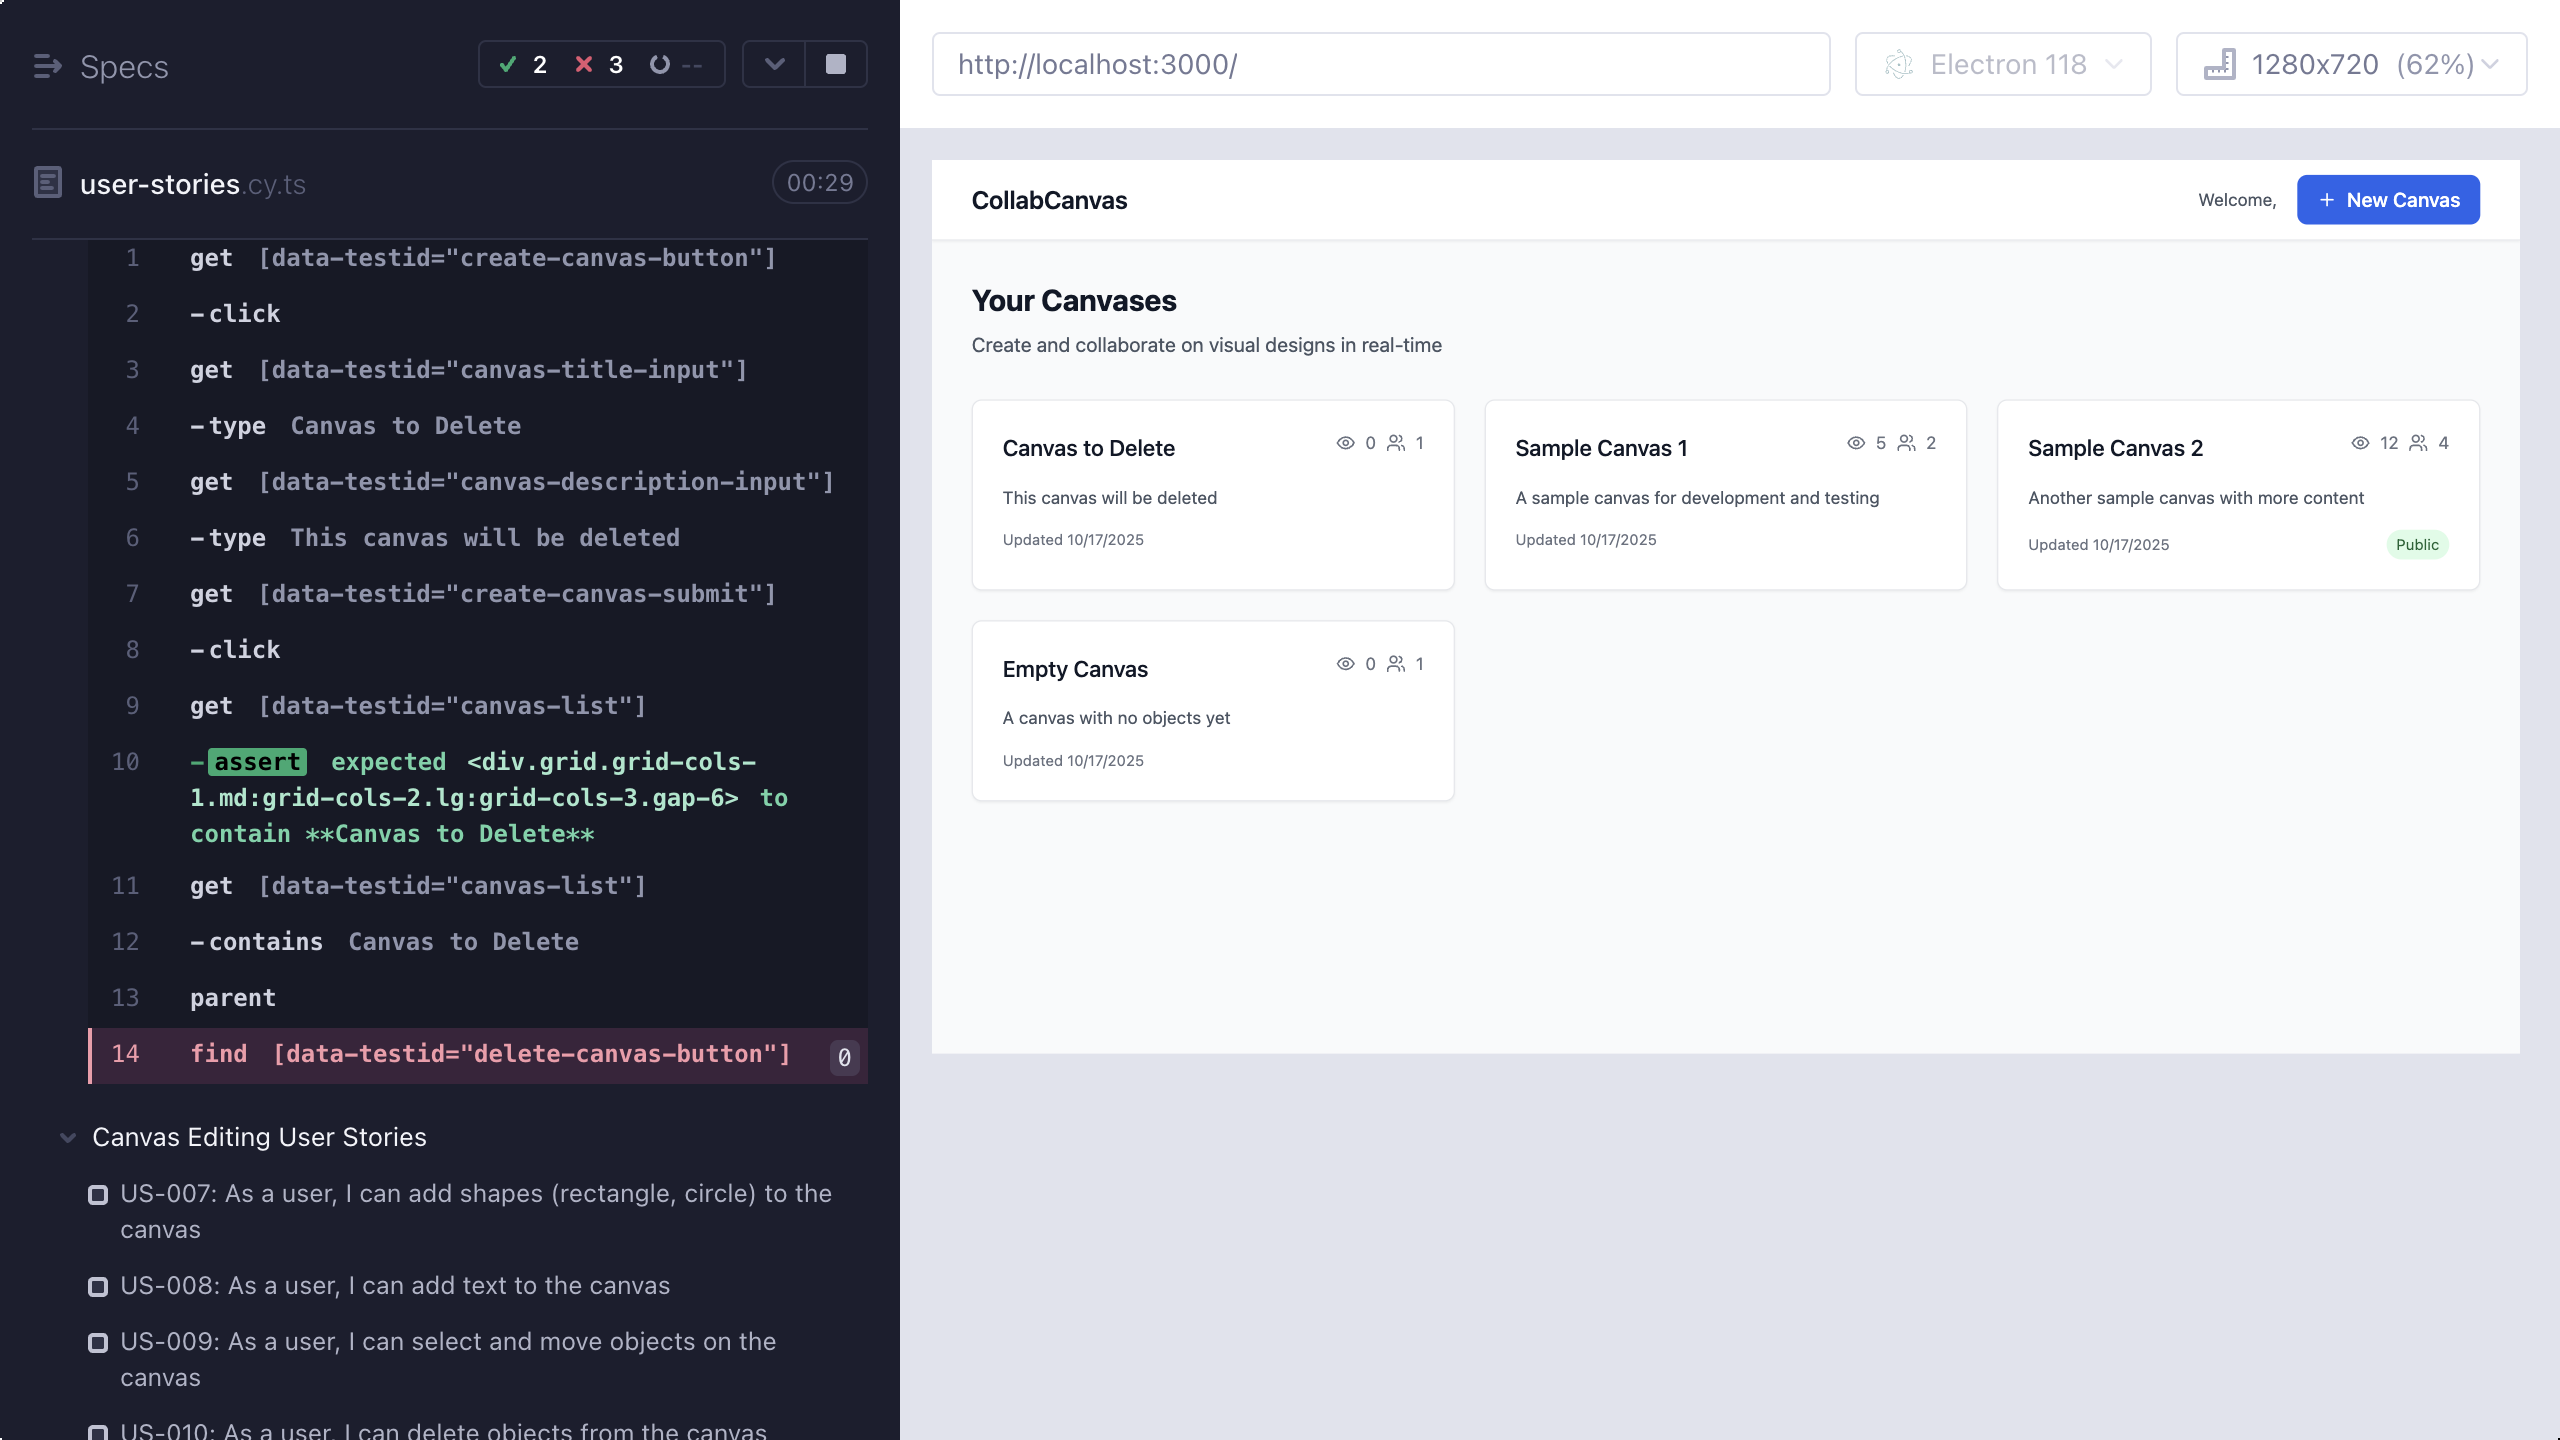 Specs
2 3 --
user-stories.cy.ts
00:29
1 get [data-testid="create-canvas-button"]
2 -click
3 get [data-testid="canvas-title-input"]
4 -type Canvas to Delete
5 get [data-testid="canvas-description-input"]
6 -type This canvas will be deleted
7 get [data-testid="create-canvas-submit"]
8 -click
9 get [data-testid="canvas-list"]
10 -assert expected <div.grid.grid-cols-
1.md:grid-cols-2.lg:grid-cols-3.gap-6> to
contain **Canvas to Delete**
11 get [data-testid="canvas-list"]
12 -contains Canvas to Delete
13 parent
14 find [data-testid="delete-canvas-button"] 0
Canvas Editing User Stories
US-007: As a user, I can add shapes (rectangle, circle) to the
canvas
US-008: As a user, I can add text to the canvas
US-009: As a user, I can select and move objects on the
canvas
US-010: As a user, I can delete objects from the canvas
http://localhost:3000/
Electron 118
1280x720 (62%)
CollabCanvas
Welcome,
+ New Canvas
Your Canvases
Create and collaborate on visual designs in real-time
Canvas to Delete 0 1
This canvas will be deleted
Updated 10/17/2025
Sample Canvas 1 5 2
A sample canvas for development and testing
Updated 10/17/2025
Sample Canvas 2 12 4
Another sample canvas with more content
Updated 10/17/2025 Public
Empty Canvas 0 1
A canvas with no objects yet
Updated 10/17/2025